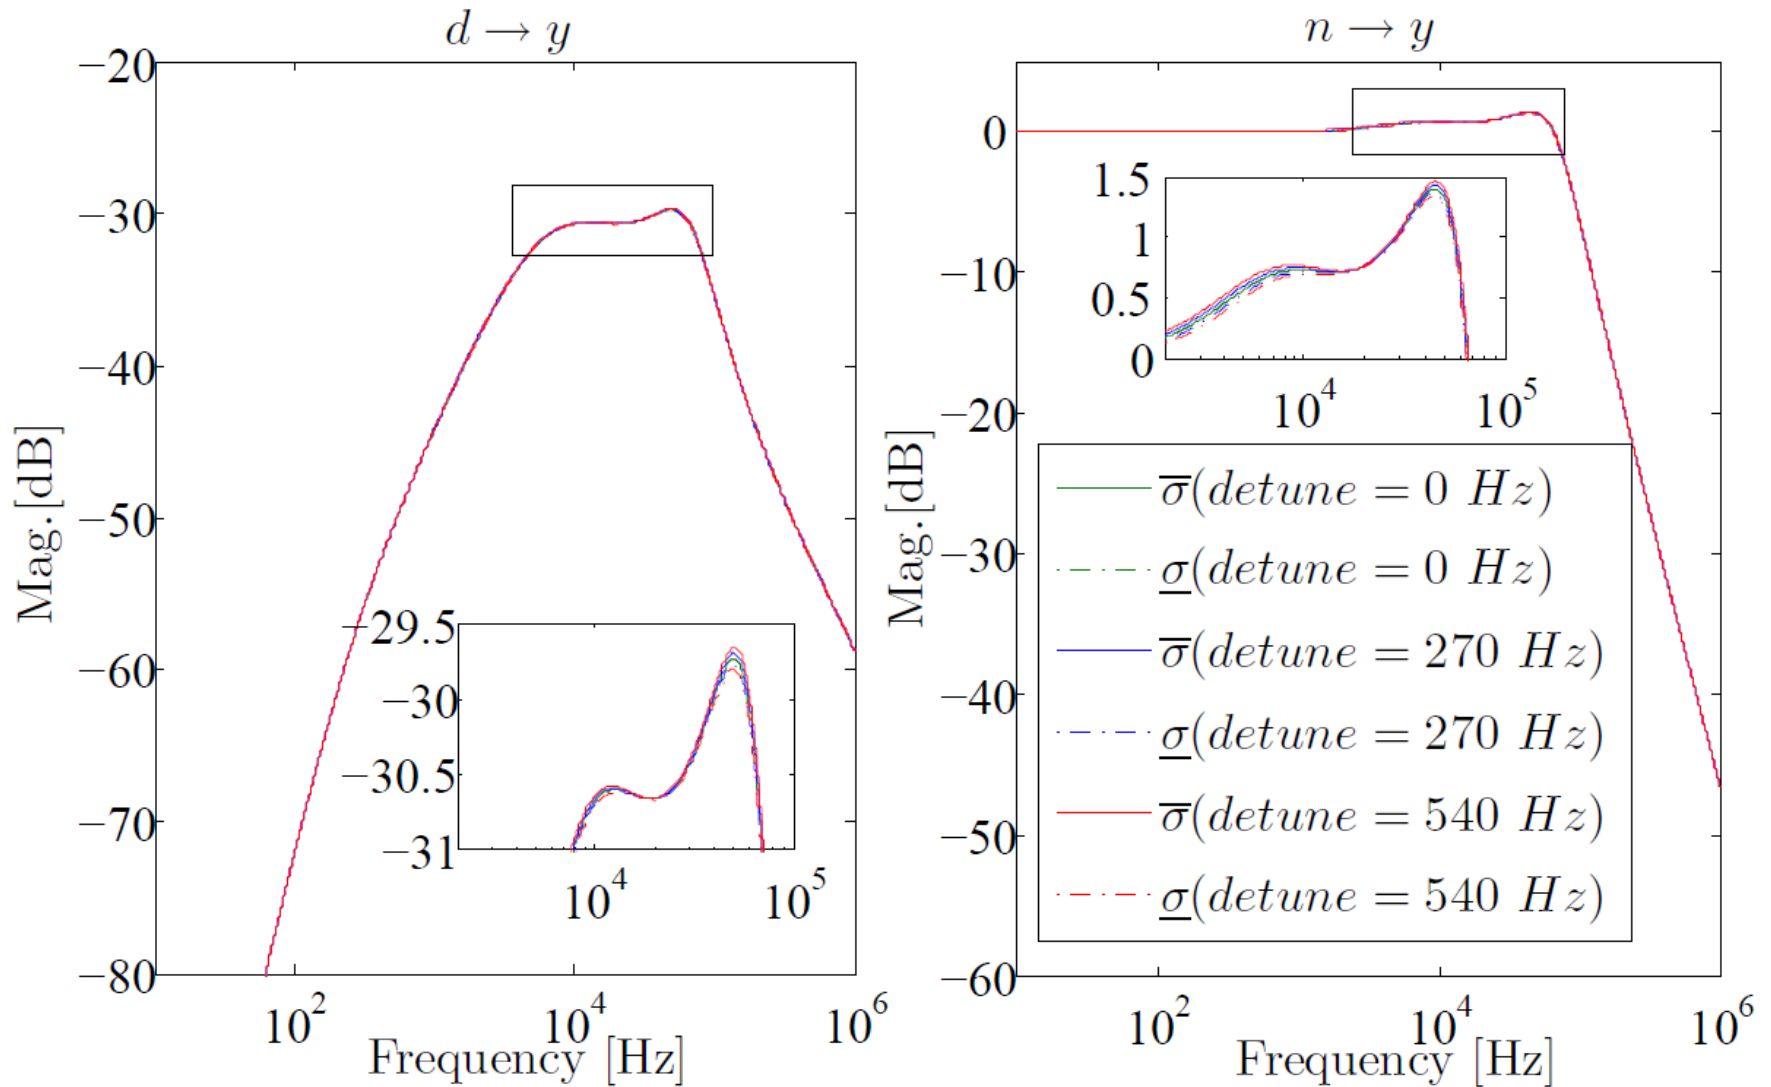 d → y
−20
−30
−40
−50
−60
−70
−80
10^2
10^4
10^6
Mag.[dB]
Frequency [Hz]
−29.5
−30
−30.5
−31
10^4
10^5
n → y
0
−10
−20
−30
−40
−50
−60
10^2
10^4
10^6
Mag.[dB]
Frequency [Hz]
1.5
1
0.5
0
10^4
10^5
σ̅(detune = 0 Hz)
σ̲(detune = 0 Hz)
σ̅(detune = 270 Hz)
σ̲(detune = 270 Hz)
σ̅(detune = 540 Hz)
σ̲(detune = 540 Hz)